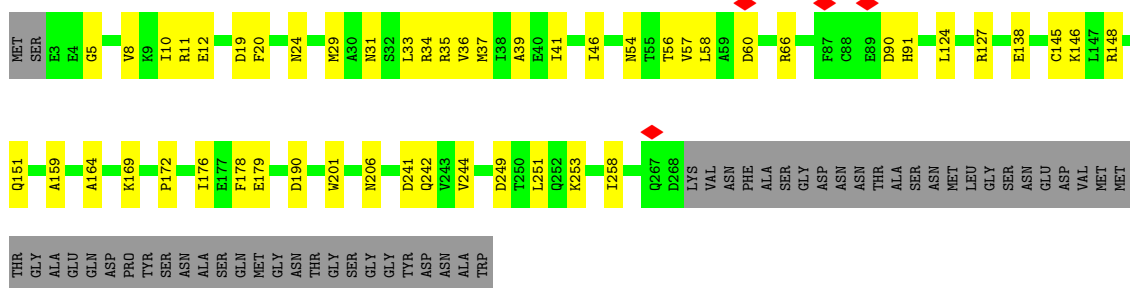 MET SER E3 E4 G5 V8 K9 I10 R11 E12 D19 F20 N24 M29 A30 N31 S32 L33 R34 R35 V36 M37 I38 A39 E40 I41 I46 N54 T55 T56 V57 L58 A59 D60 R66 F87 C88 E89 D90 H91 L124 R127 E138 C145 K146 L147 R148
Q151 A159 A164 K169 P172 I176 E177 F178 E179 D190 W201 N206 D241 Q242 V243 V244 D249 T250 L251 Q252 K253 I258 Q267 D268 LYS VAL ASN PHE ALA SER GLY ASP ASN ASN THR ALA SER ASN MET LEU GLY SER ASN GLU ASP VAL MET MET
THR GLY ALA GLU GLN ASP PRO TYR SER ASN ALA SER GLN MET GLY ASN THR GLY SER GLY GLY TYR ASP ASN ALA TRP